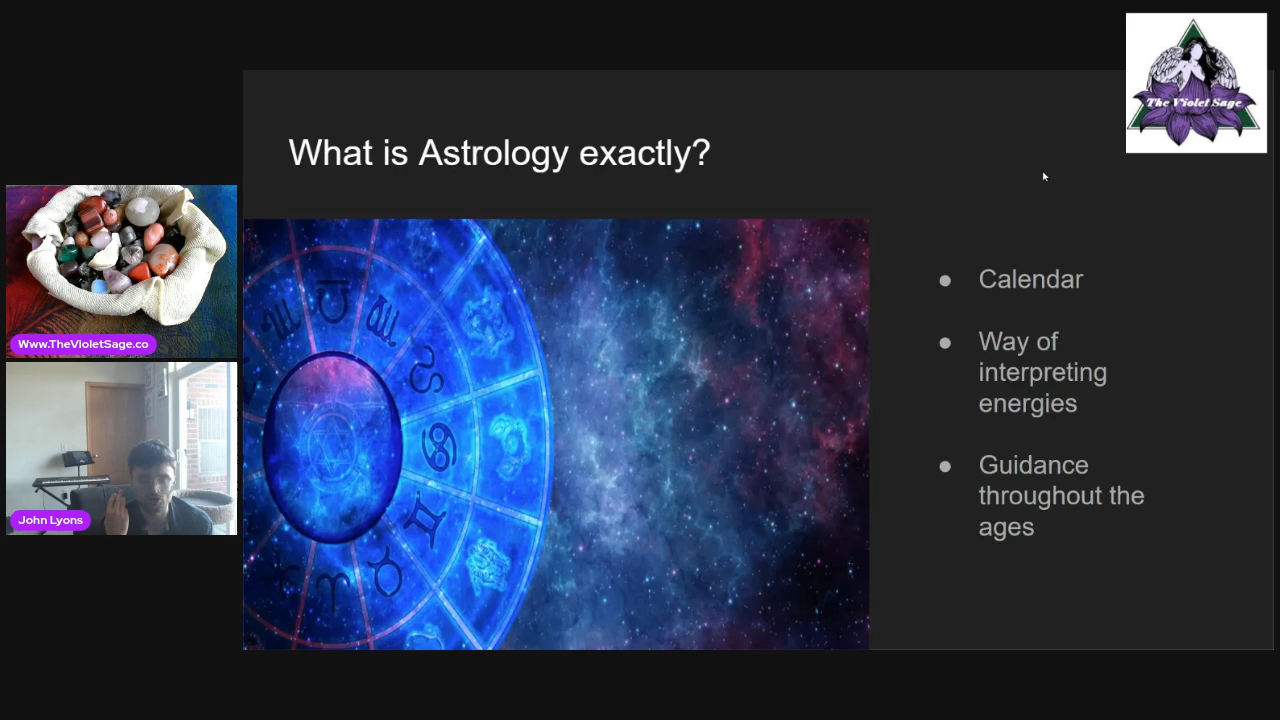 The Violet Sage
What is Astrology exactly?
Www.TheVioletSage.co
John Lyons
● Calendar
● Way of
interpreting
energies
● Guidance
throughout the
ages